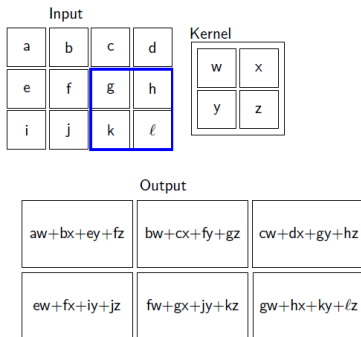 Input
a b c d
Kernel
e f g h
w x
i j k ℓ
y z
Output
aw+bx+ey+fz bw+cx+fy+gz cw+dx+gy+hz
ew+fx+iy+jz fw+gx+jy+kz gw+hx+ky+ℓz